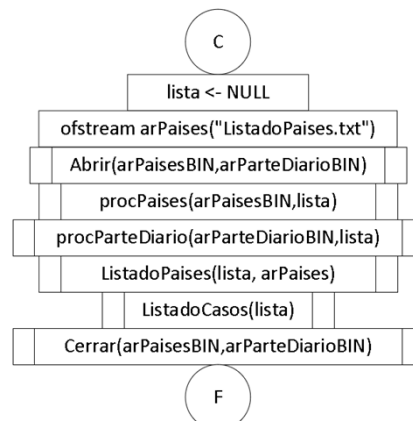 C
lista <- NULL
ofstream arPaises("ListadoPaises.txt")
Abrir(arPaisesBIN,arParteDiarioBIN)
procPaises(arPaisesBIN,lista)
procParteDiario(arParteDiarioBIN,lista)
ListadoPaises(lista, arPaises)
ListadoCasos(lista)
Cerrar(arPaisesBIN,arParteDiarioBIN)
F